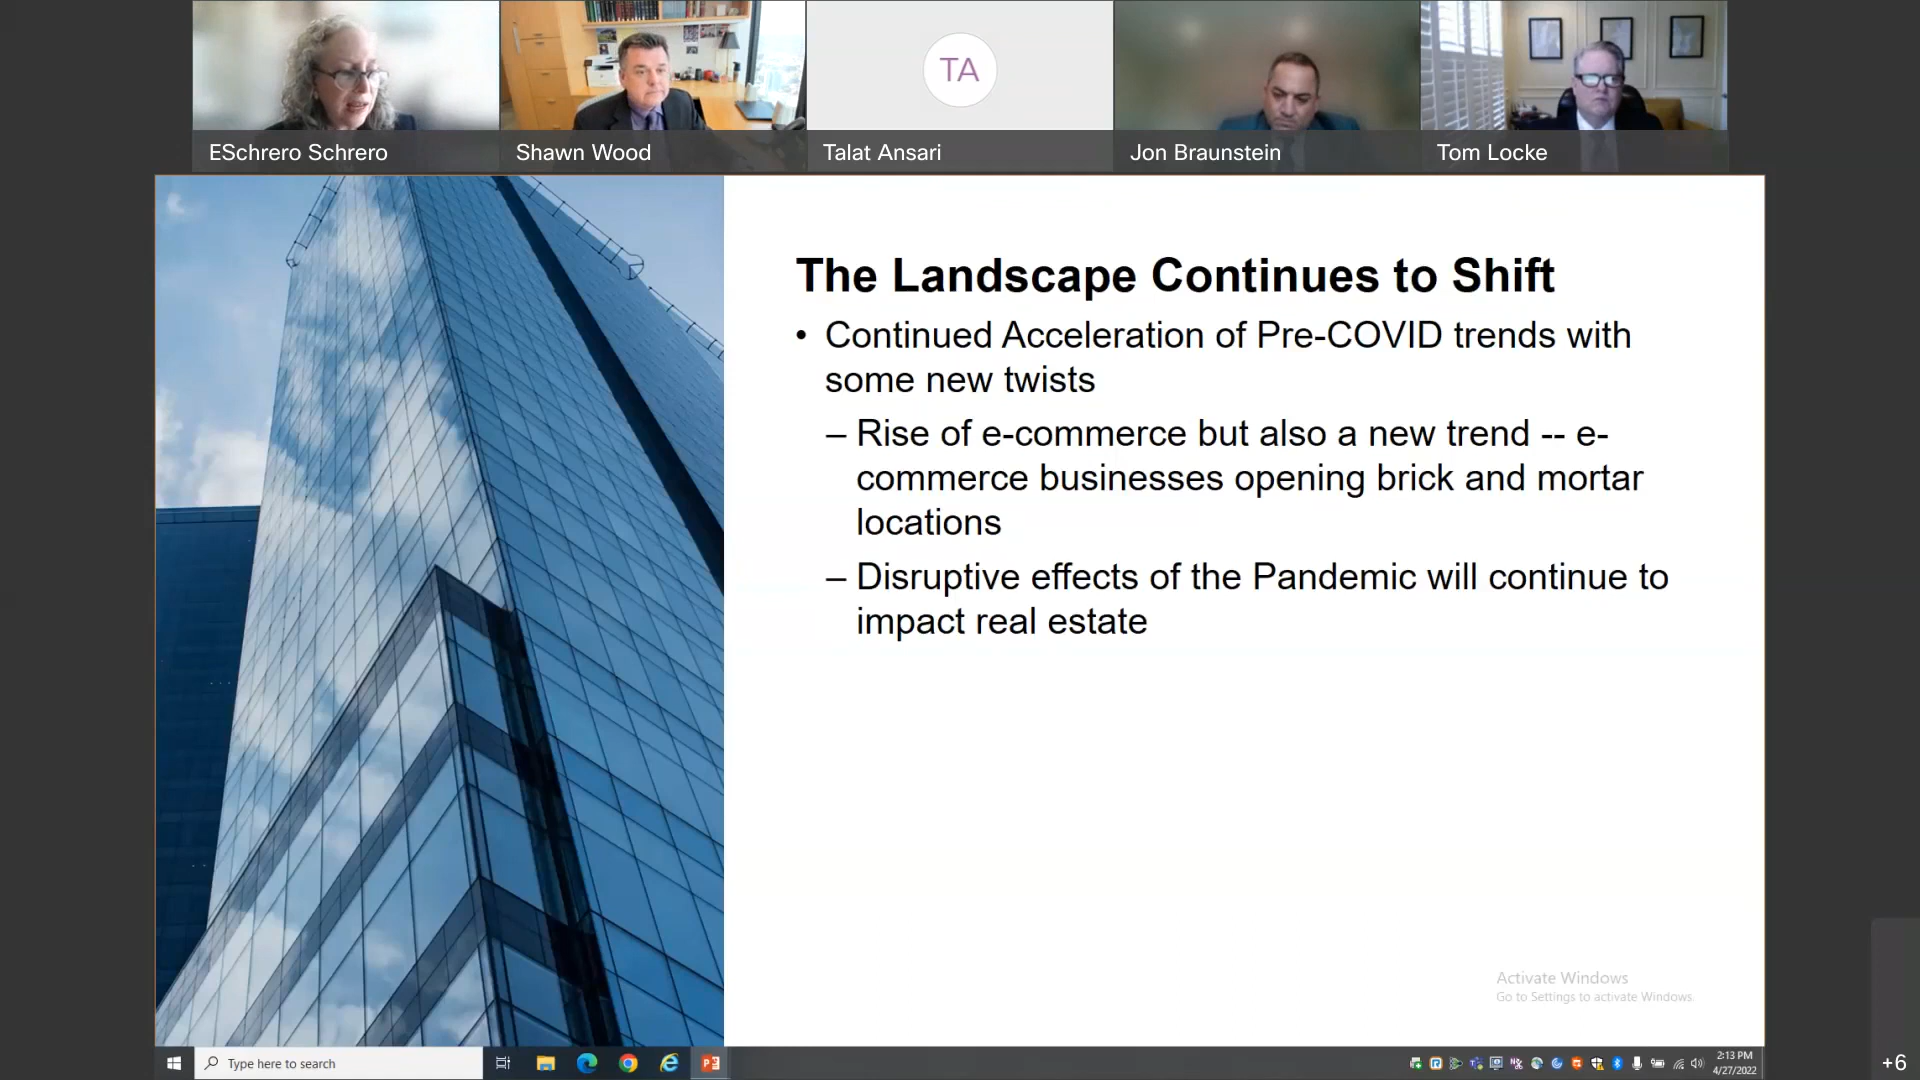 ESchrero Schrero
Shawn Wood
TA
Talat Ansari
Jon Braunstein
Tom Locke
The Landscape Continues to Shift
• Continued Acceleration of Pre-COVID trends with
some new twists
– Rise of e-commerce but also a new trend -- e-
commerce businesses opening brick and mortar
locations
– Disruptive effects of the Pandemic will continue to
impact real estate
Activate Windows
Go to Settings to activate Windows.
Type here to search
2:13 PM
4/27/2022
+6